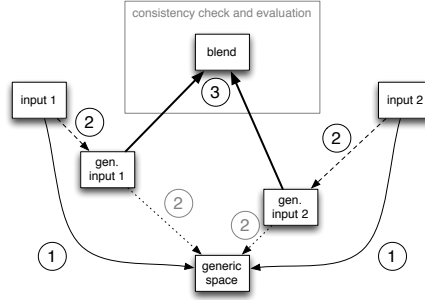 consistency check and evaluation
blend
3
input 1
input 2
2
2
gen.
input 1
gen.
input 2
2
2
1
1
generic
space